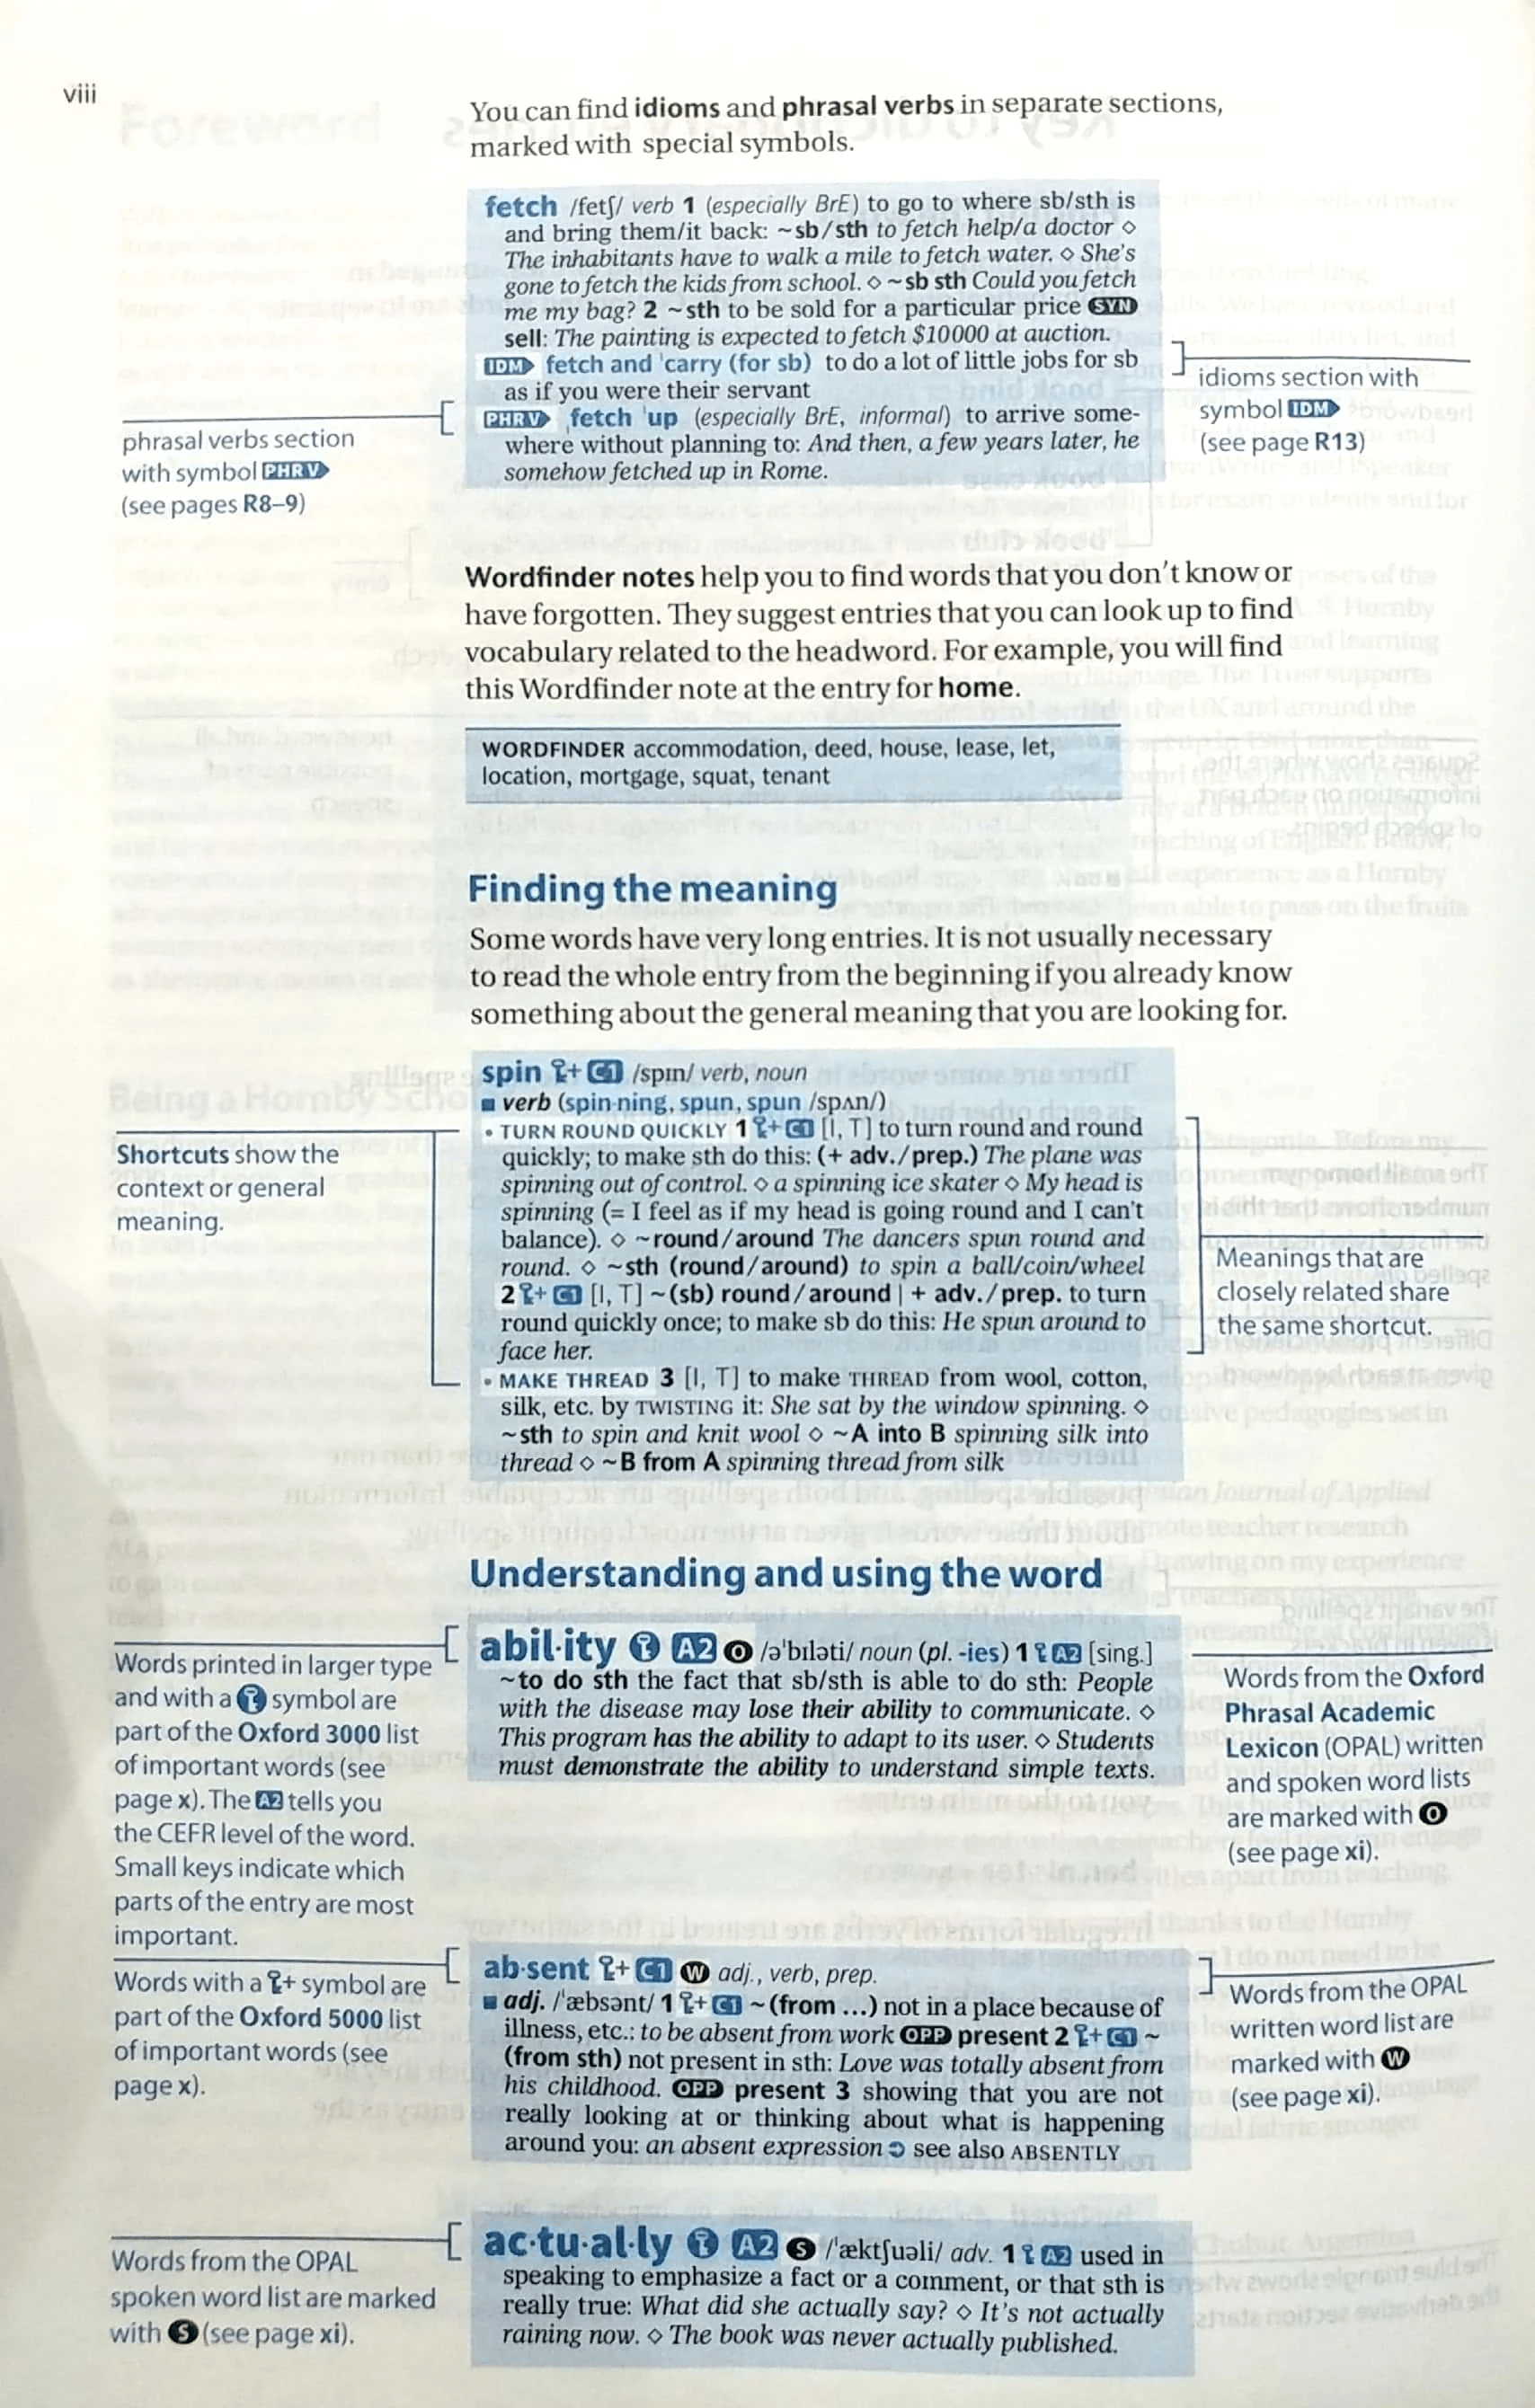 viii
You can find idioms and phrasal verbs in separate sections,
marked with special symbols.
fetch /fetʃ/ verb 1 (especially BrE) to go to where sb/sth is
and bring them/it back: ~sb/sth to fetch help/a doctor ◇
The inhabitants have to walk a mile to fetch water. ◇ She's
gone to fetch the kids from school. ◇ ~sb sth Could you fetch
me my bag? 2 ~sth to be sold for a particular price SYN
sell: The painting is expected to fetch $10000 at auction.
IDM fetch and ˈcarry (for sb) to do a lot of little jobs for sb
as if you were their servant
PHRV ˌfetch ˈup (especially BrE, informal) to arrive some-
where without planning to: And then, a few years later, he
somehow fetched up in Rome.
idioms section with
symbol IDM
(see page R13)
phrasal verbs section
with symbol PHRV
(see pages R8–9)
Wordfinder notes help you to find words that you don't know or
have forgotten. They suggest entries that you can look up to find
vocabulary related to the headword. For example, you will find
this Wordfinder note at the entry for home.
WORDFINDER accommodation, deed, house, lease, let,
location, mortgage, squat, tenant
Finding the meaning
Some words have very long entries. It is not usually necessary
to read the whole entry from the beginning if you already know
something about the general meaning that you are looking for.
spin + C1 /spɪn/ verb, noun
■ verb (spin·ning, spun, spun /spʌn/)
• TURN ROUND QUICKLY 1 + C1 [I, T] to turn round and round
quickly; to make sth do this: (+ adv./prep.) The plane was
spinning out of control. ◇ a spinning ice skater ◇ My head is
spinning (= I feel as if my head is going round and I can't
balance). ◇ ~round/around The dancers spun round and
round. ◇ ~sth (round/around) to spin a ball/coin/wheel
2 + C1 [I, T] ~(sb) round/around | + adv./prep. to turn
round quickly once; to make sb do this: He spun around to
face her.
• MAKE THREAD 3 [I, T] to make THREAD from wool, cotton,
silk, etc. by TWISTING it: She sat by the window spinning. ◇
~sth to spin and knit wool ◇ ~A into B spinning silk into
thread ◇ ~B from A spinning thread from silk
Shortcuts show the
context or general
meaning.
Meanings that are
closely related share
the same shortcut.
Understanding and using the word
abil·ity A2 O /əˈbɪləti/ noun (pl. -ies) 1 A2 [sing.]
~to do sth the fact that sb/sth is able to do sth: People
with the disease may lose their ability to communicate. ◇
This program has the ability to adapt to its user. ◇ Students
must demonstrate the ability to understand simple texts.
Words printed in larger type
and with a symbol are
part of the Oxford 3000 list
of important words (see
page x). The A2 tells you
the CEFR level of the word.
Small keys indicate which
parts of the entry are most
important.
Words from the Oxford
Phrasal Academic
Lexicon (OPAL) written
and spoken word lists
are marked with O
(see page xi).
ab·sent + C1 W adj., verb, prep.
■ adj. /ˈæbsənt/ 1 + C1 ~(from …) not in a place because of
illness, etc.: to be absent from work OPP present 2 + C1 ~
(from sth) not present in sth: Love was totally absent from
his childhood. OPP present 3 showing that you are not
really looking at or thinking about what is happening
around you: an absent expression ➲ see also ABSENTLY
Words with a + symbol are
part of the Oxford 5000 list
of important words (see
page x).
Words from the OPAL
written word list are
marked with W
(see page xi).
ac·tu·al·ly A2 S /ˈæktʃuəli/ adv. 1 A2 used in
speaking to emphasize a fact or a comment, or that sth is
really true: What did she actually say? ◇ It's not actually
raining now. ◇ The book was never actually published.
Words from the OPAL
spoken word list are marked
with S (see page xi).